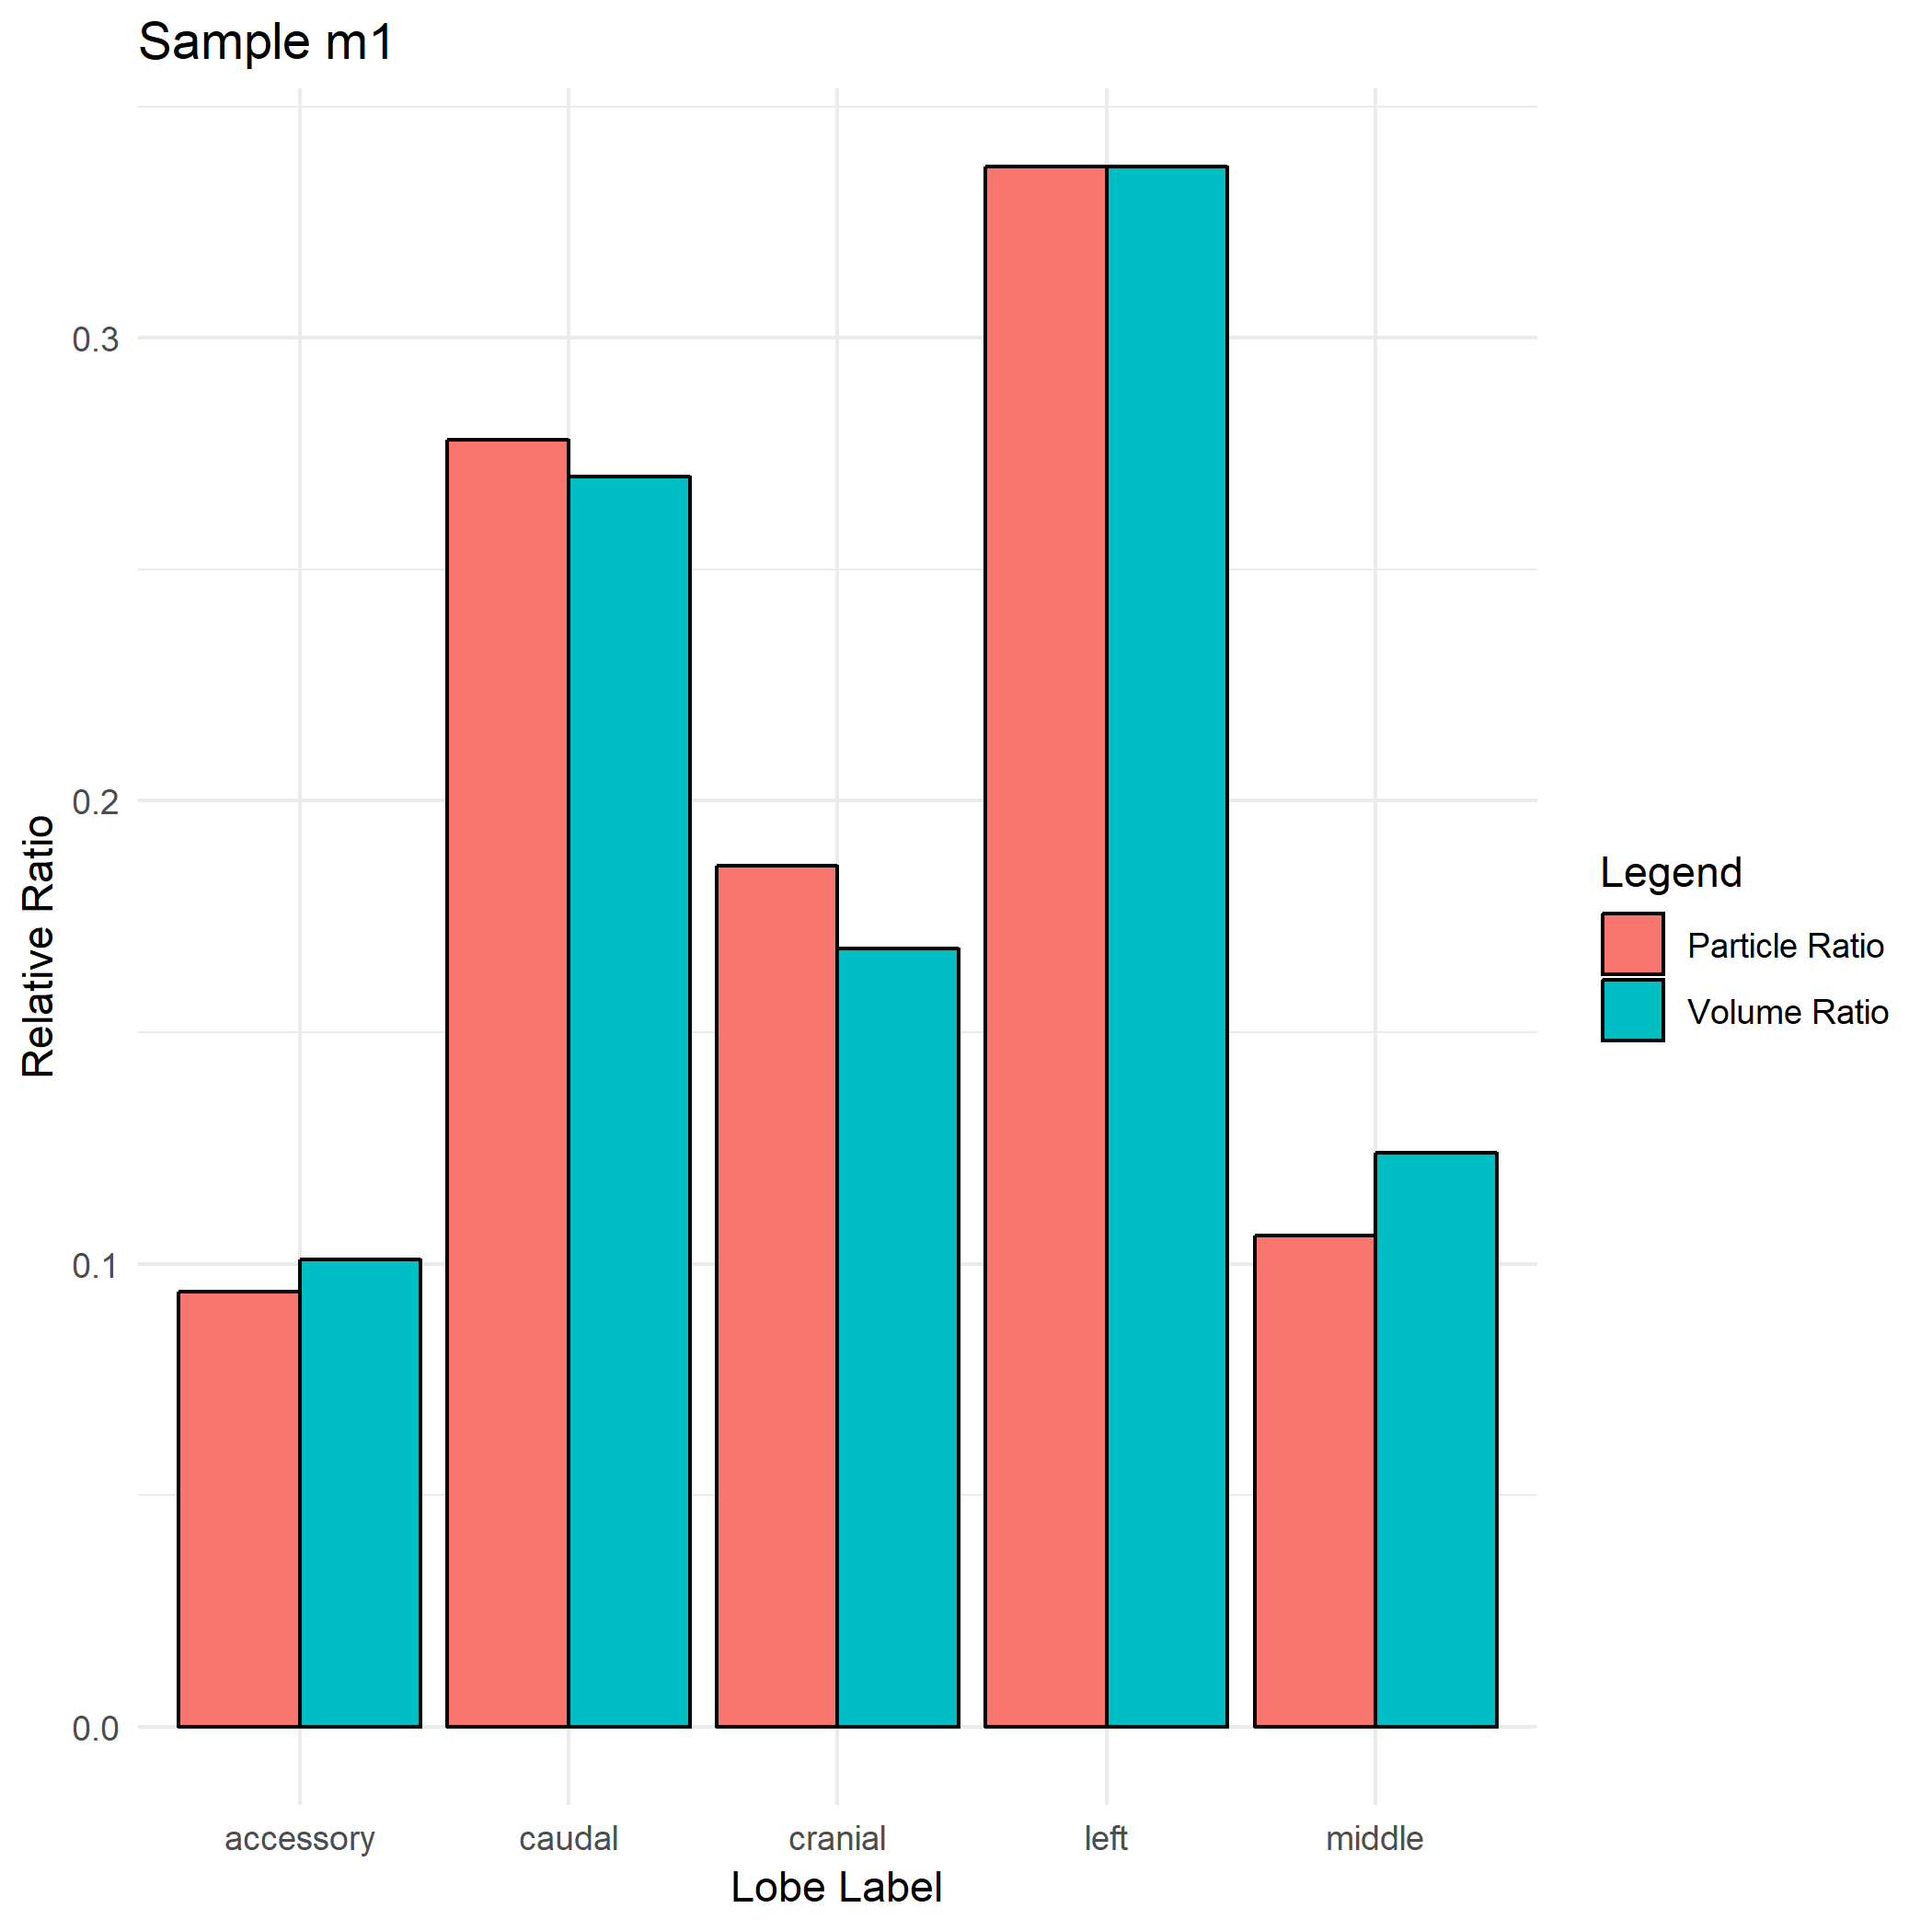 Sample m1
Relative Ratio
0.3
0.2
0.1
0.0
accessory caudal cranial left middle
Lobe Label
Legend
Particle Ratio
Volume Ratio